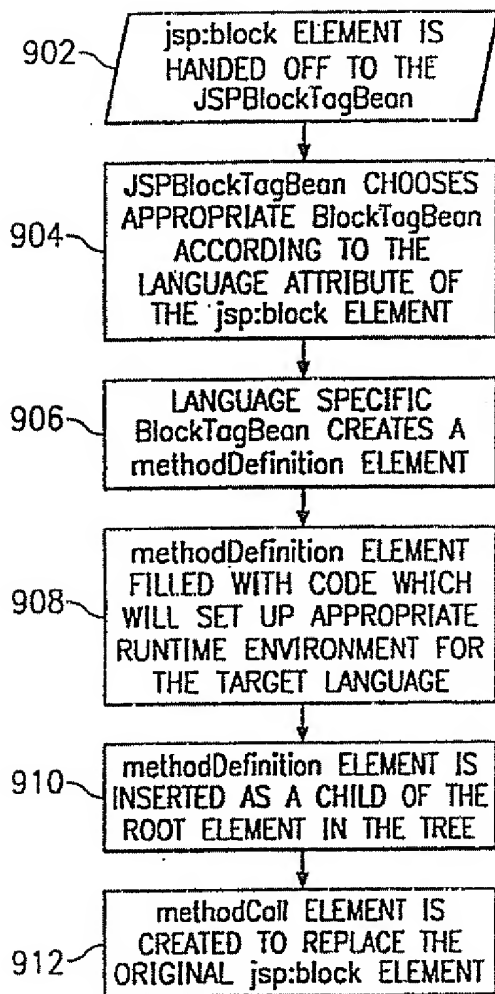 902
jsp:block ELEMENT IS
HANDED OFF TO THE
JSPBlockTagBean
904
JSPBlockTagBean CHOOSES
APPROPRIATE BlockTagBean
ACCORDING TO THE
LANGUAGE ATTRIBUTE OF
THE jsp:block ELEMENT
906
LANGUAGE SPECIFIC
BlockTagBean CREATES A
methodDefinition ELEMENT
908
methodDefinition ELEMENT
FILLED WITH CODE WHICH
WILL SET UP APPROPRIATE
RUNTIME ENVIRONMENT FOR
THE TARGET LANGUAGE
910
methodDefinition ELEMENT IS
INSERTED AS A CHILD OF THE
ROOT ELEMENT IN THE TREE
912
methodCall ELEMENT IS
CREATED TO REPLACE THE
ORIGINAL jsp:block ELEMENT